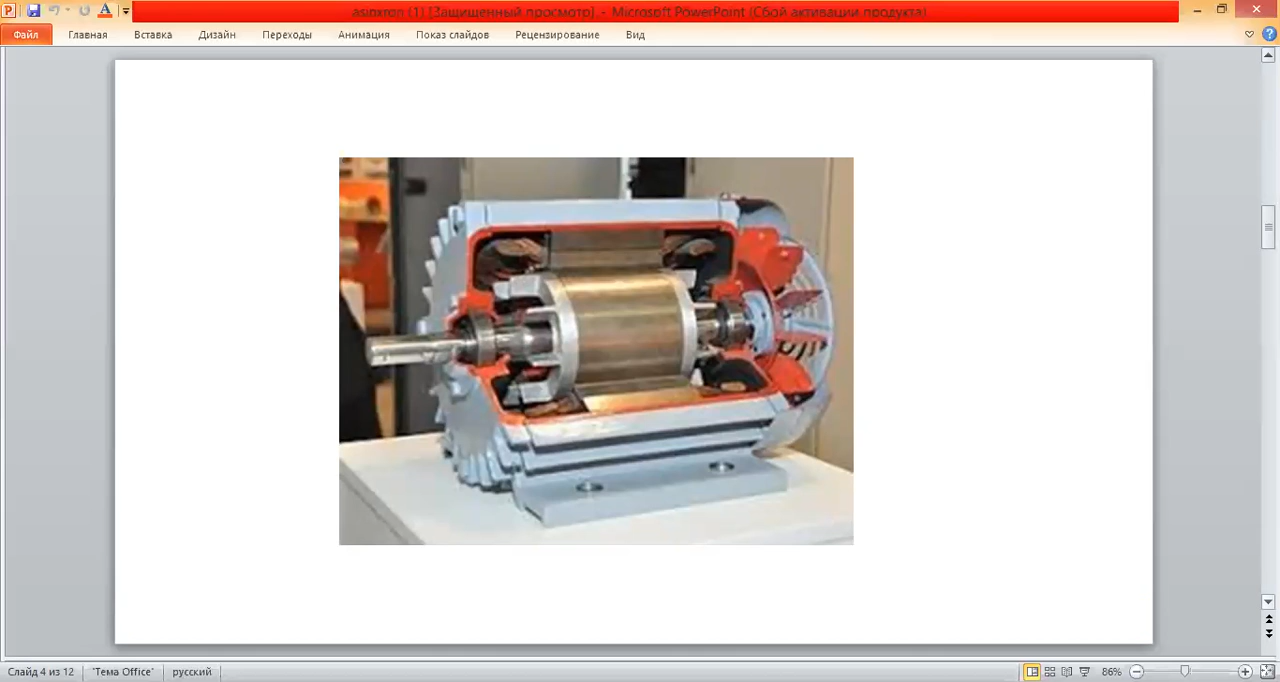 asinxron (1) [Защищенный просмотр] - Microsoft PowerPoint (Сбой активации продукта)
Файл Главная Вставка Дизайн Переходы Анимация Показ слайдов Рецензирование Вид
Слайд 4 из 12 "Тема Office" русский 86%